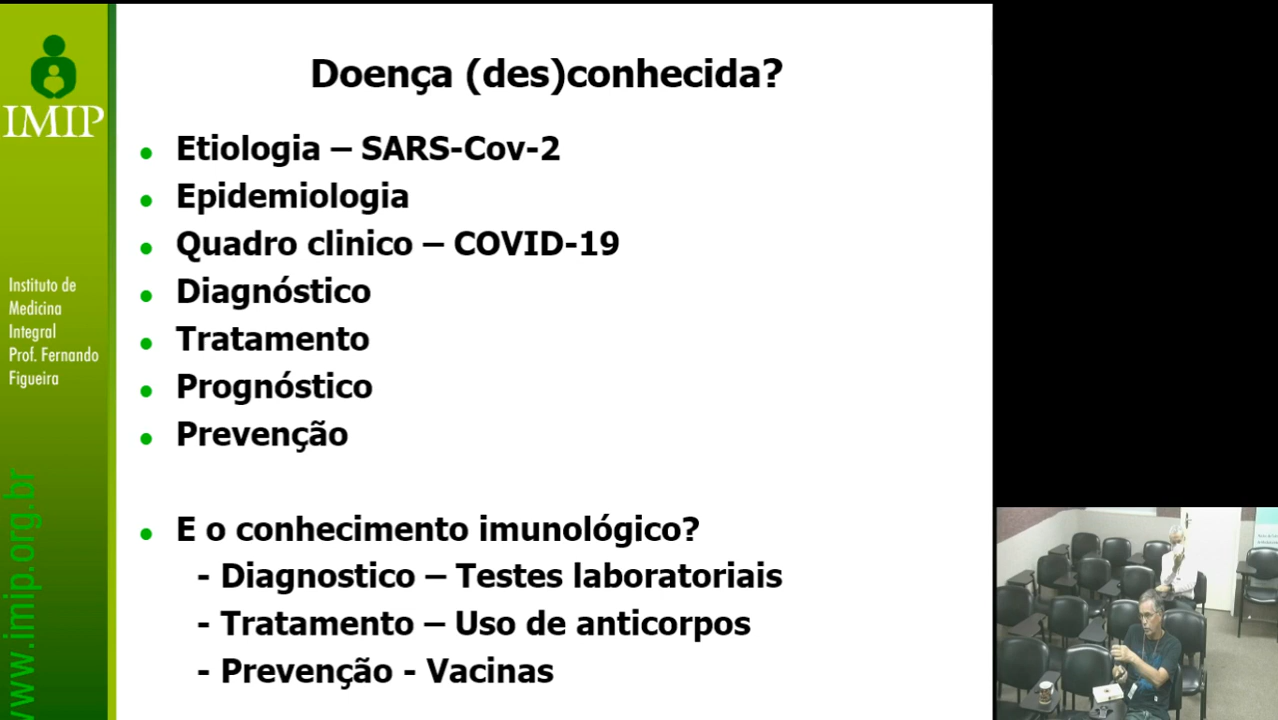 IMIP
Instituto de
Medicina
Integral
Prof. Fernando
Figueira
www.imip.org.br
Doença (des)conhecida?
Etiologia – SARS-Cov-2
Epidemiologia
Quadro clinico – COVID-19
Diagnóstico
Tratamento
Prognóstico
Prevenção
E o conhecimento imunológico?
- Diagnostico – Testes laboratoriais
- Tratamento – Uso de anticorpos
- Prevenção - Vacinas